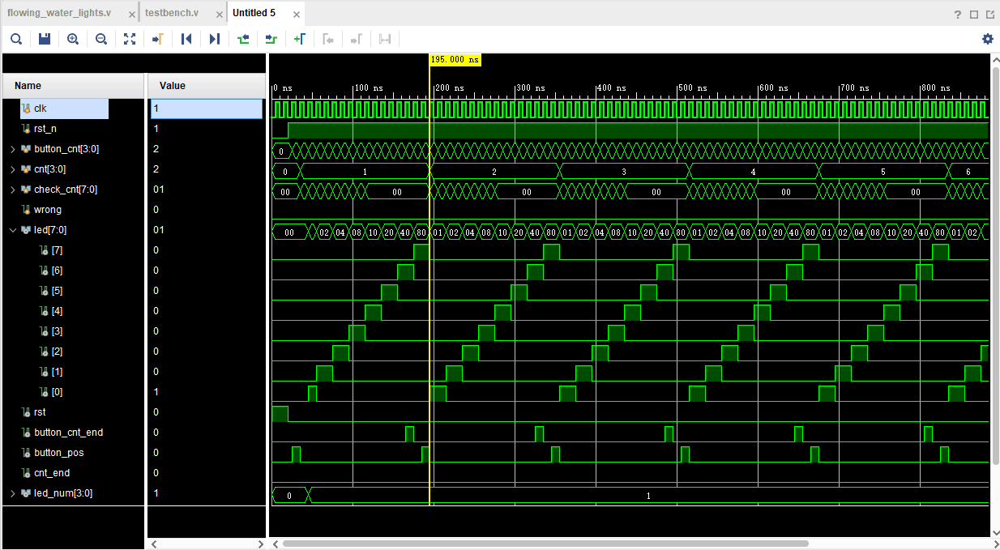 flowing_water_lights.v × testbench.v × Untitled 5 ×
?
195.000 ns
Name Value
0 ns 100 ns 200 ns 300 ns 400 ns 500 ns 600 ns 700 ns 800 ns
clk 1
rst_n 1
button_cnt[3:0] 2 0
cnt[3:0] 2 0 1 2 3 4 5 6
check_cnt[7:0] 01 00 00 00 00 00 00
wrong 0
led[7:0] 01 00 02 04 08 10 20 40 80 01 02 04 08 10 20 40 80 01 02 04 08 10 20 40 80 01 02 04 08 10 20 40 80 01 02 04 08 10 20 40 80 01 02
[7] 0
[6] 0
[5] 0
[4] 0
[3] 0
[2] 0
[1] 0
[0] 1
rst 0
button_cnt_end 0
button_pos 0
cnt_end 0
led_num[3:0] 1 0 1